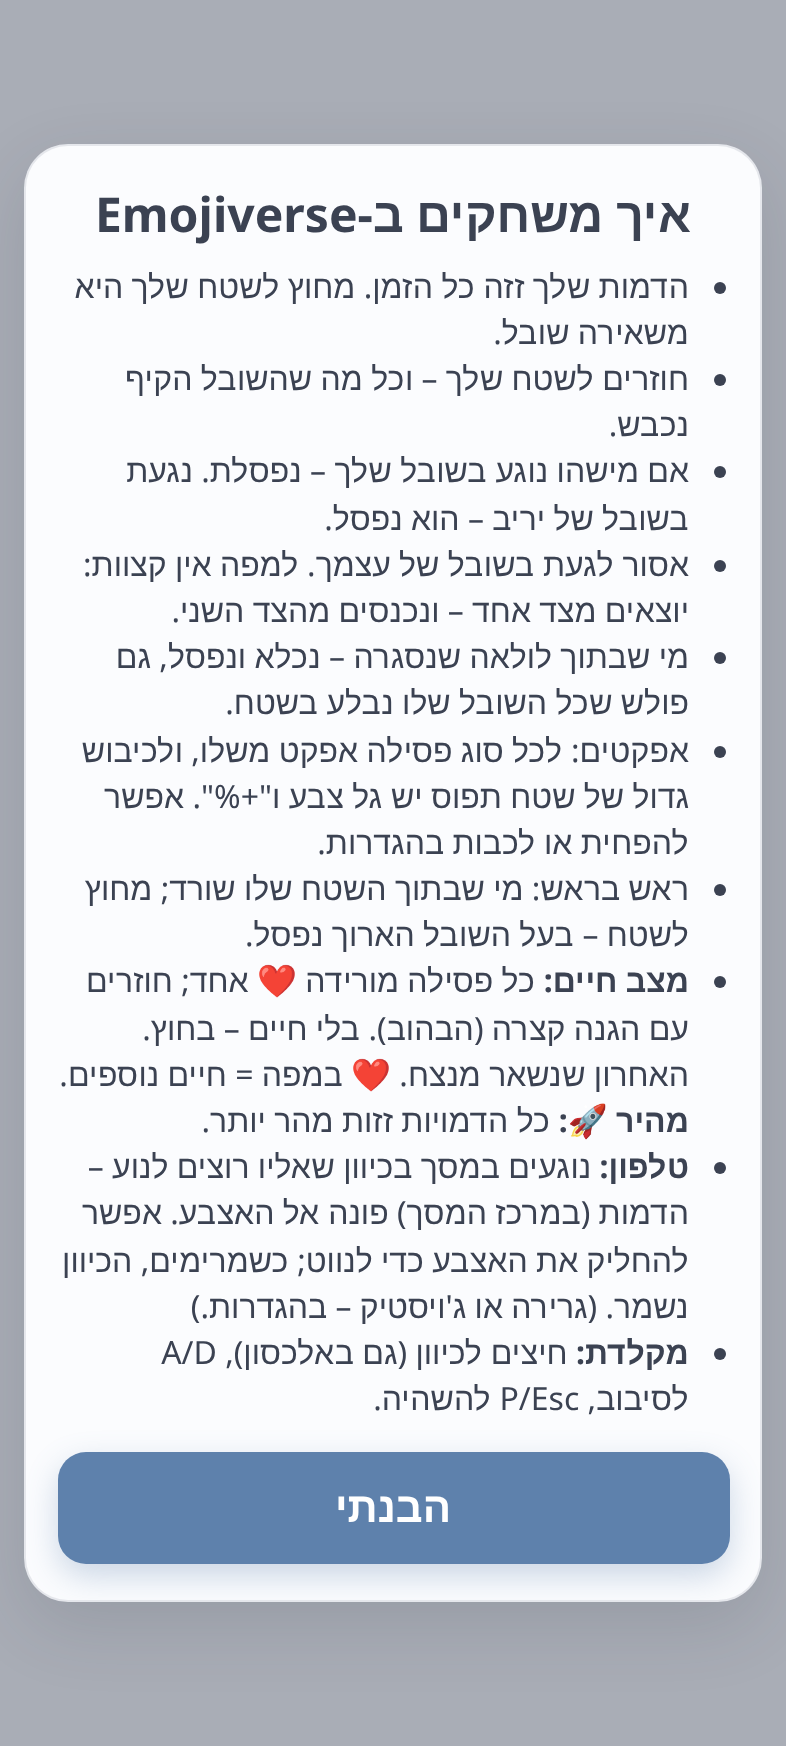 איך משחקים ב-Emojiverse
• הדמות שלך זזה כל הזמן. מחוץ לשטח שלך היא
משאירה שובל.
• חוזרים לשטח שלך – וכל מה שהשובל הקיף
נכבש.
• אם מישהו נוגע בשובל שלך – נפסלת. נגעת
בשובל של יריב – הוא נפסל.
• אסור לגעת בשובל של עצמך. למפה אין קצוות:
יוצאים מצד אחד – ונכנסים מהצד השני.
• מי שבתוך לולאה שנסגרה – נכלא ונפסל, גם
פולש שכל השובל שלו נבלע בשטח.
• אפקטים: לכל סוג פסילה אפקט משלו, ולכיבוש
גדול של שטח תפוס יש גל צבע ו"+%". אפשר
להפחית או לכבות בהגדרות.
• ראש בראש: מי שבתוך השטח שלו שורד; מחוץ
לשטח – בעל השובל הארוך נפסל.
• מצב חיים: כל פסילה מורידה ❤️ אחד; חוזרים
עם הגנה קצרה (הבהוב). בלי חיים – בחוץ.
האחרון שנשאר מנצח. ❤️ במפה = חיים נוספים.
מהיר 🚀: כל הדמויות זזות מהר יותר.
• טלפון: נוגעים במסך בכיוון שאליו רוצים לנוע –
הדמות (במרכז המסך) פונה אל האצבע. אפשר
להחליק את האצבע כדי לנווט; כשמרימים, הכיוון
נשמר. (גרירה או ג'ויסטיק – בהגדרות.)
• מקלדת: חיצים לכיוון (גם באלכסון), A/D
לסיבוב, P/Esc להשהיה.
הבנתי